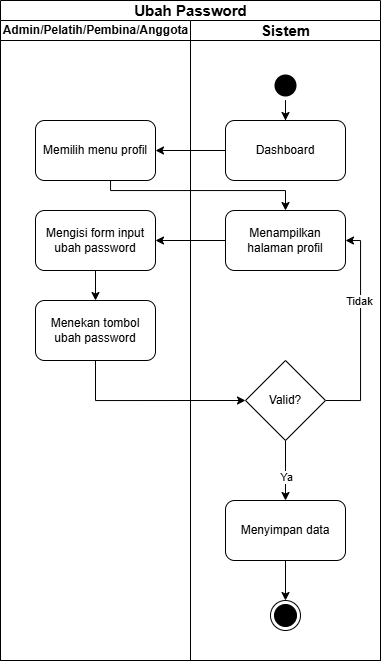 Ubah Password
Admin/Pelatih/Pembina/Anggota
Sistem
Memilih menu profil
Dashboard
Mengisi form input
ubah password
Menampilkan
halaman profil
Tidak
Menekan tombol
ubah password
Valid?
Ya
Menyimpan data